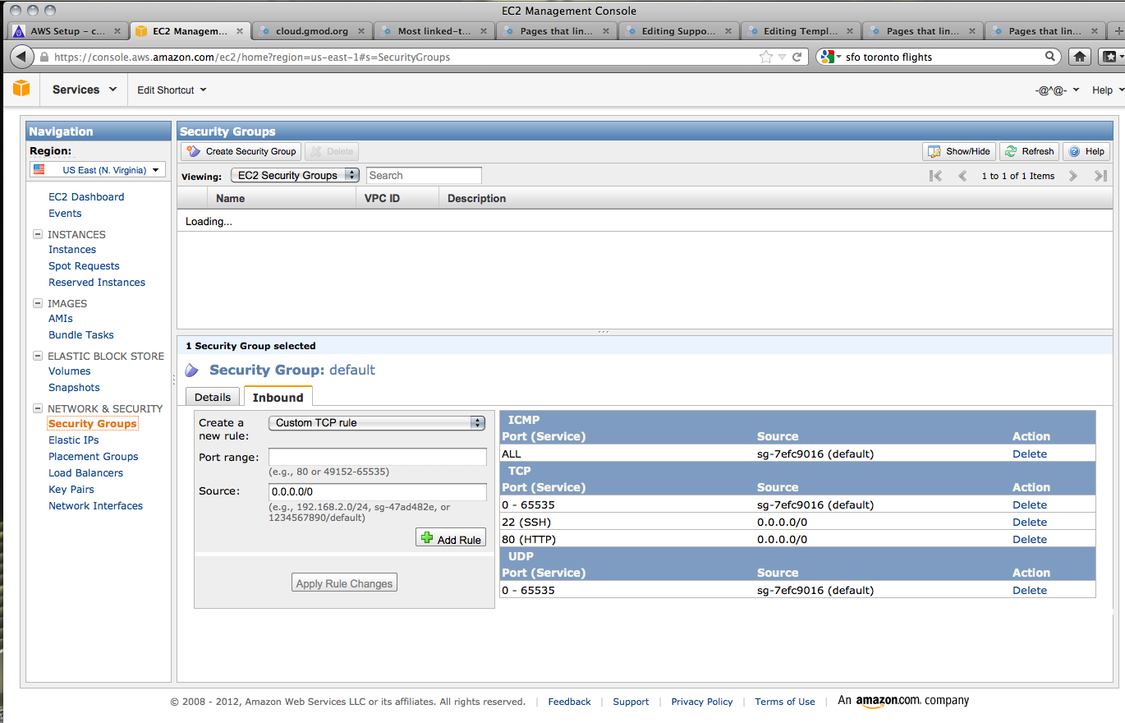 EC2 Management Console
AWS Setup – c...
EC2 Managem...
cloud.gmod.org
Most linked–t...
Pages that lin...
Editing Suppo...
Editing Templ...
Pages that lin...
Pages that lin...
https://console.aws.amazon.com/ec2/home?region=us-east-1#s=SecurityGroups
sfo toronto flights
Services
Edit Shortcut
-@^@-
Help
Navigation
Region:
US East (N. Virginia)
EC2 Dashboard
Events
INSTANCES
Instances
Spot Requests
Reserved Instances
IMAGES
AMIs
Bundle Tasks
ELASTIC BLOCK STORE
Volumes
Snapshots
NETWORK & SECURITY
Security Groups
Elastic IPs
Placement Groups
Load Balancers
Key Pairs
Network Interfaces
Security Groups
Create Security Group
Delete
Show/Hide
Refresh
Help
Viewing: EC2 Security Groups
Search
1 to 1 of 1 Items
Name VPC ID Description
Loading...
1 Security Group selected
Security Group: default
Details
Inbound
Create a new rule:
Custom TCP rule
Port range:
(e.g., 80 or 49152-65535)
Source:
0.0.0.0/0
(e.g., 192.168.2.0/24, sg-47ad482e, or
1234567890/default)
Add Rule
Apply Rule Changes
ICMP
Port (Service) Source Action
ALL sg-7efc9016 (default) Delete
TCP
Port (Service) Source Action
0 - 65535 sg-7efc9016 (default) Delete
22 (SSH) 0.0.0.0/0 Delete
80 (HTTP) 0.0.0.0/0 Delete
UDP
Port (Service) Source Action
0 - 65535 sg-7efc9016 (default) Delete
© 2008 - 2012, Amazon Web Services LLC or its affiliates. All rights reserved. | Feedback | Support | Privacy Policy | Terms of Use | An amazon.com. company